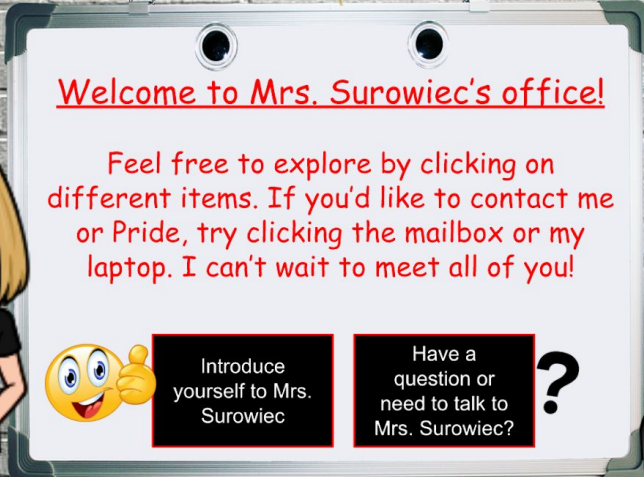 Welcome to Mrs. Surowiec's office!
Feel free to explore by clicking on
different items. If you'd like to contact me
or Pride, try clicking the mailbox or my
laptop. I can't wait to meet all of you!
Introduce
yourself to Mrs.
Surowiec
Have a
question or
need to talk to
Mrs. Surowiec?
?